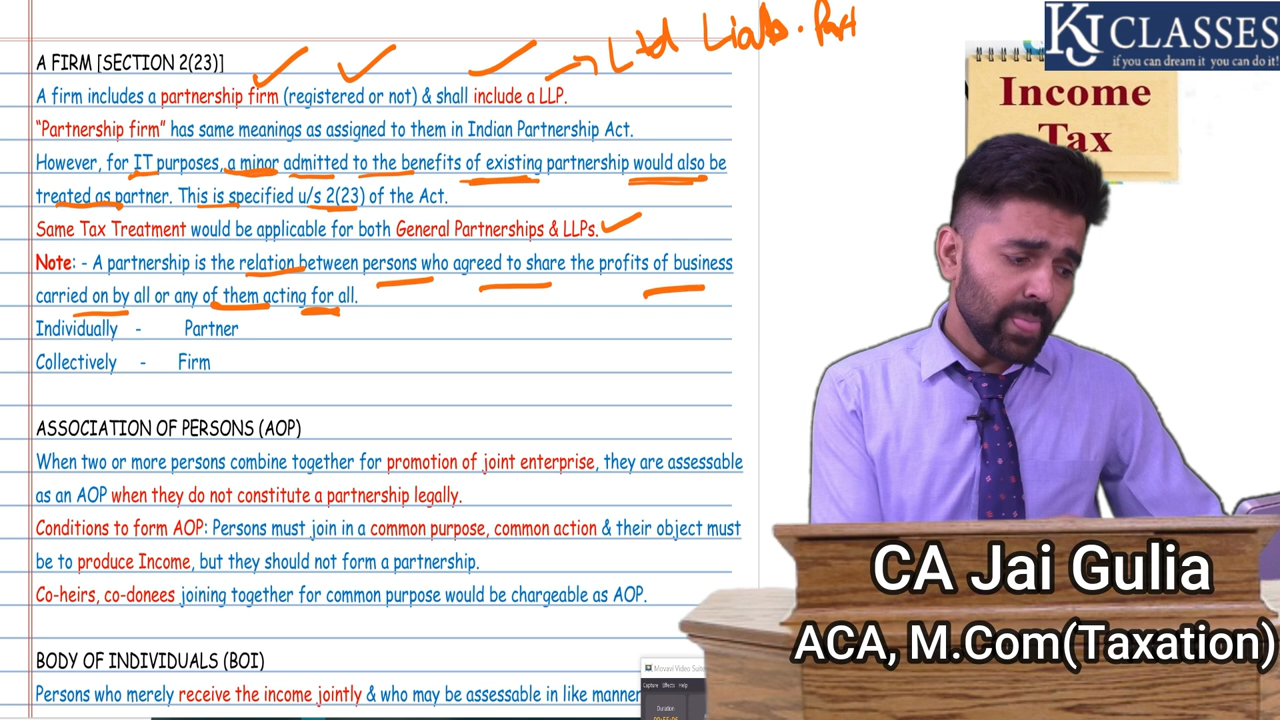 Ltd Liab. Part
KJ CLASSES
if you can dream it you can do it!
Income
Tax
A FIRM [SECTION 2(23)]
A firm includes a partnership firm (registered or not) & shall include a LLP.
“Partnership firm” has same meanings as assigned to them in Indian Partnership Act.
However, for IT purposes, a minor admitted to the benefits of existing partnership would also be
treated as partner. This is specified u/s 2(23) of the Act.
Same Tax Treatment would be applicable for both General Partnerships & LLPs.
Note: - A partnership is the relation between persons who agreed to share the profits of business
carried on by all or any of them acting for all.
Individually - Partner
Collectively - Firm
ASSOCIATION OF PERSONS (AOP)
When two or more persons combine together for promotion of joint enterprise, they are assessable
as an AOP when they do not constitute a partnership legally.
Conditions to form AOP: Persons must join in a common purpose, common action & their object must
be to produce Income, but they should not form a partnership.
Co-heirs, co-donees joining together for common purpose would be chargeable as AOP.
BODY OF INDIVIDUALS (BOI)
Persons who merely receive the income jointly & who may be assessable in like manner
CA Jai Gulia
ACA, M.Com(Taxation)
Movavi Video Suite
Capture Effects Help
Duration